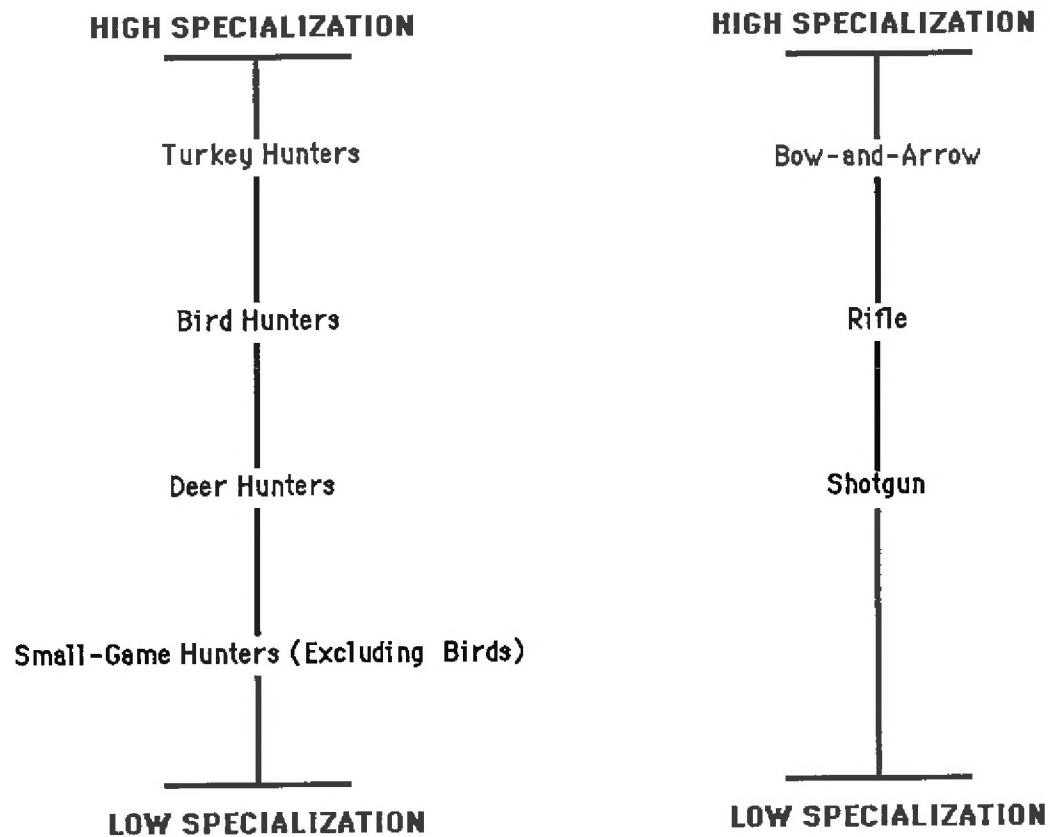 HIGH SPECIALIZATION
Turkey Hunters
Bird Hunters
Deer Hunters
Small-Game Hunters (Excluding Birds)
LOW SPECIALIZATION
HIGH SPECIALIZATION
Bow-and-Arrow
Rifle
Shotgun
LOW SPECIALIZATION